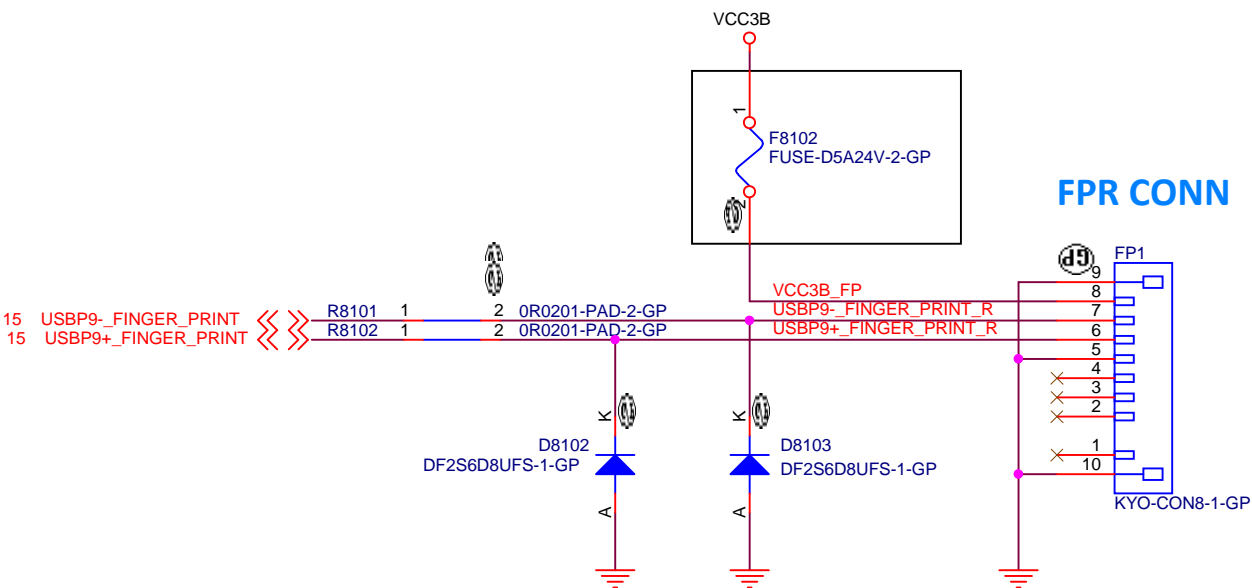 VCC3B
1
F8102
FUSE-D5A24V-2-GP
2
FPR CONN
GP
FP1
9
VCC3B_FP
8
15 USBP9-_FINGER_PRINT
R8101 1
2 0R0201-PAD-2-GP
USBP9-_FINGER_PRINT_R
7
15 USBP9+_FINGER_PRINT
R8102 1
2 0R0201-PAD-2-GP
USBP9+_FINGER_PRINT_R
6
5
4
3
2
1
10
KYO-CON8-1-GP
K
D8102
DF2S6D8UFS-1-GP
A
K
D8103
DF2S6D8UFS-1-GP
A